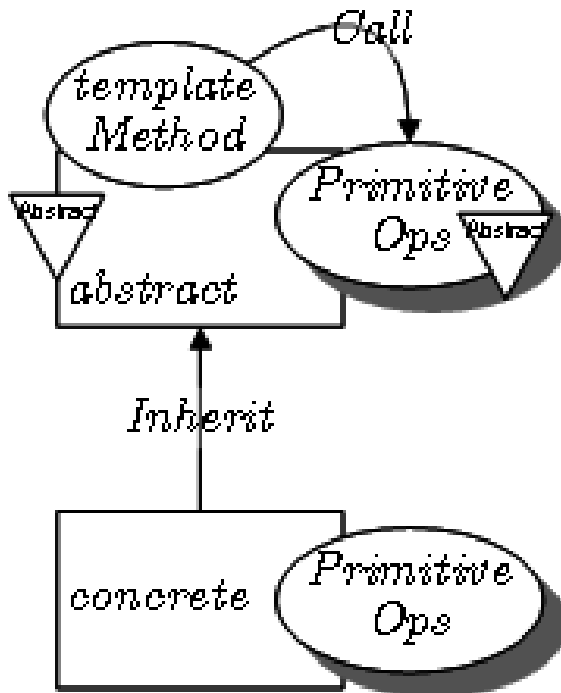 Call
template
Method
Primitive
Ops
Abstract
Abstract
abstract
Inherit
concrete
Primitive
Ops